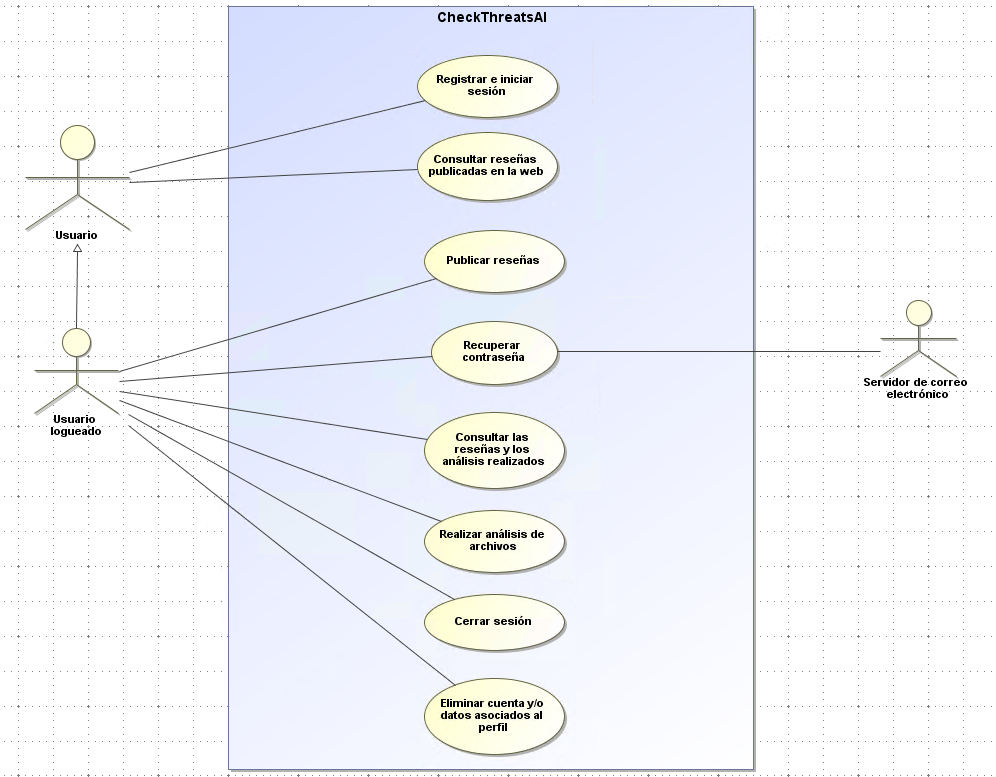 CheckThreatsAI
Registrar e iniciar
sesión
Consultar reseñas
publicadas en la web
Usuario
Publicar reseñas
Recuperar
contraseña
Servidor de correo
electrónico
Usuario
logueado
Consultar las
reseñas y los
análisis realizados
Realizar análisis de
archivos
Cerrar sesión
Eliminar cuenta y/o
datos asociados al
perfil